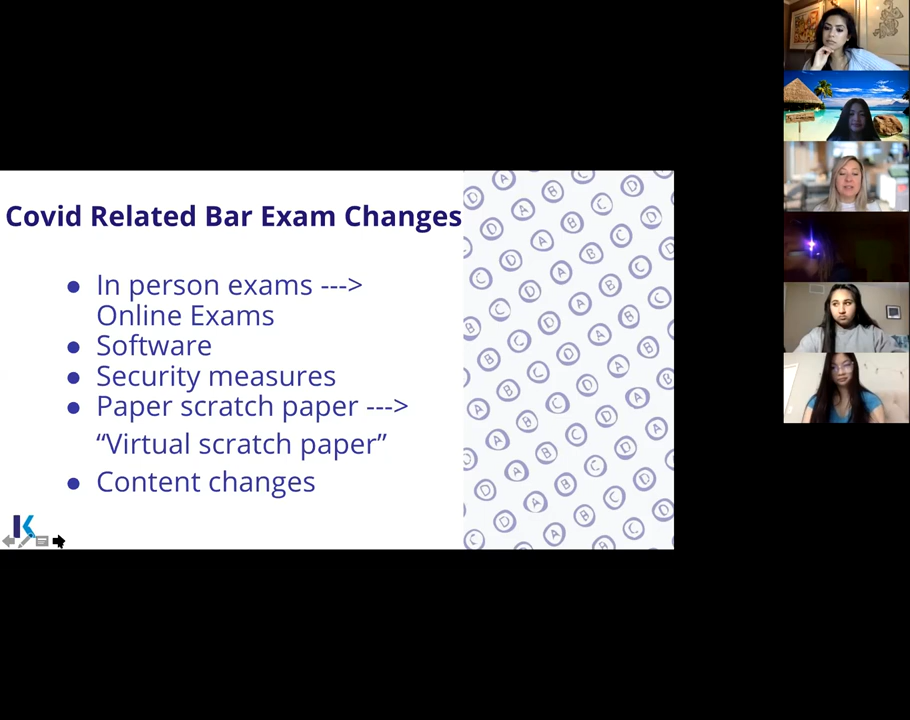 Covid Related Bar Exam Changes
● In person exams --->
Online Exams
● Software
● Security measures
● Paper scratch paper --->
“Virtual scratch paper”
● Content changes
K